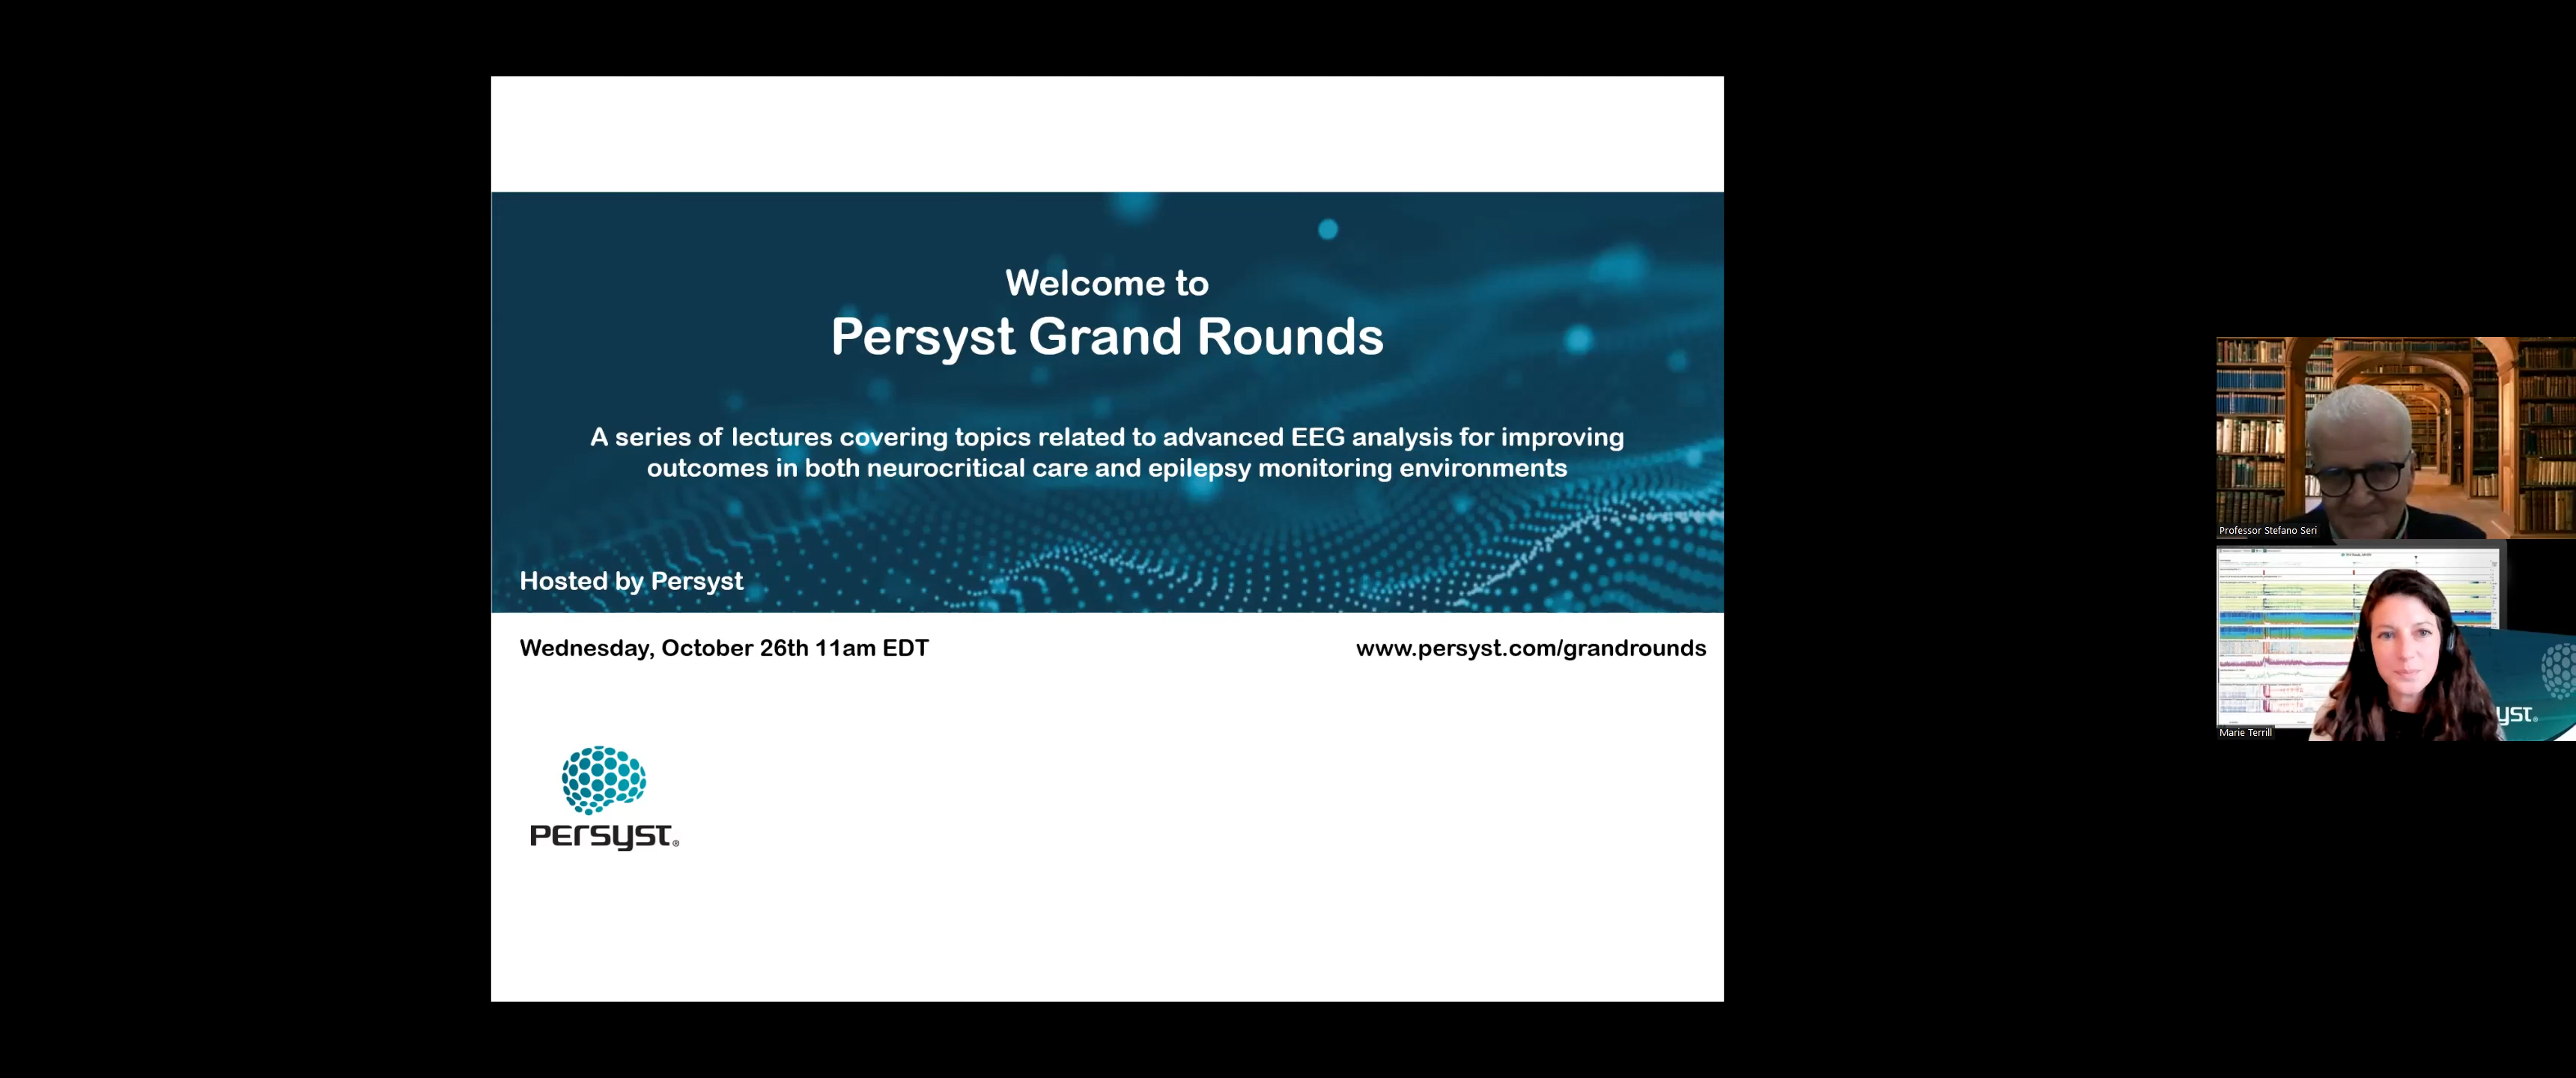 Welcome to
Persyst Grand Rounds
A series of lectures covering topics related to advanced EEG analysis for improving
outcomes in both neurocritical care and epilepsy monitoring environments
Hosted by Persyst
Wednesday, October 26th 11am EDT
www.persyst.com/grandrounds
Persyst®
Professor Stefano Seri
yst®
Marie Terrill